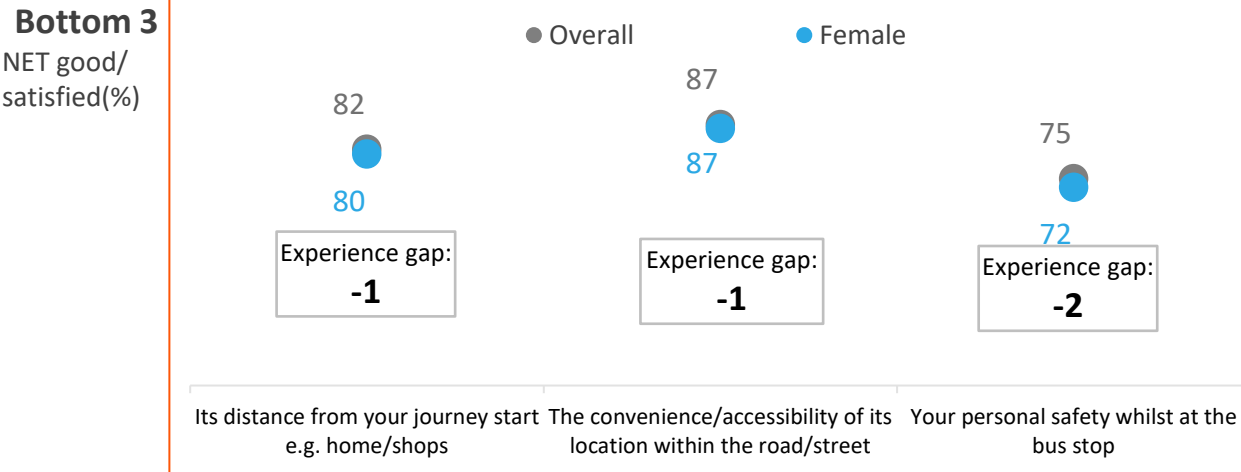 Bottom 3
NET good/
satisfied(%)
Overall
Female
82
80
Experience gap:
-1
87
87
Experience gap:
-1
75
72
Experience gap:
-2
Its distance from your journey start
e.g. home/shops
The convenience/accessibility of its
location within the road/street
Your personal safety whilst at the
bus stop